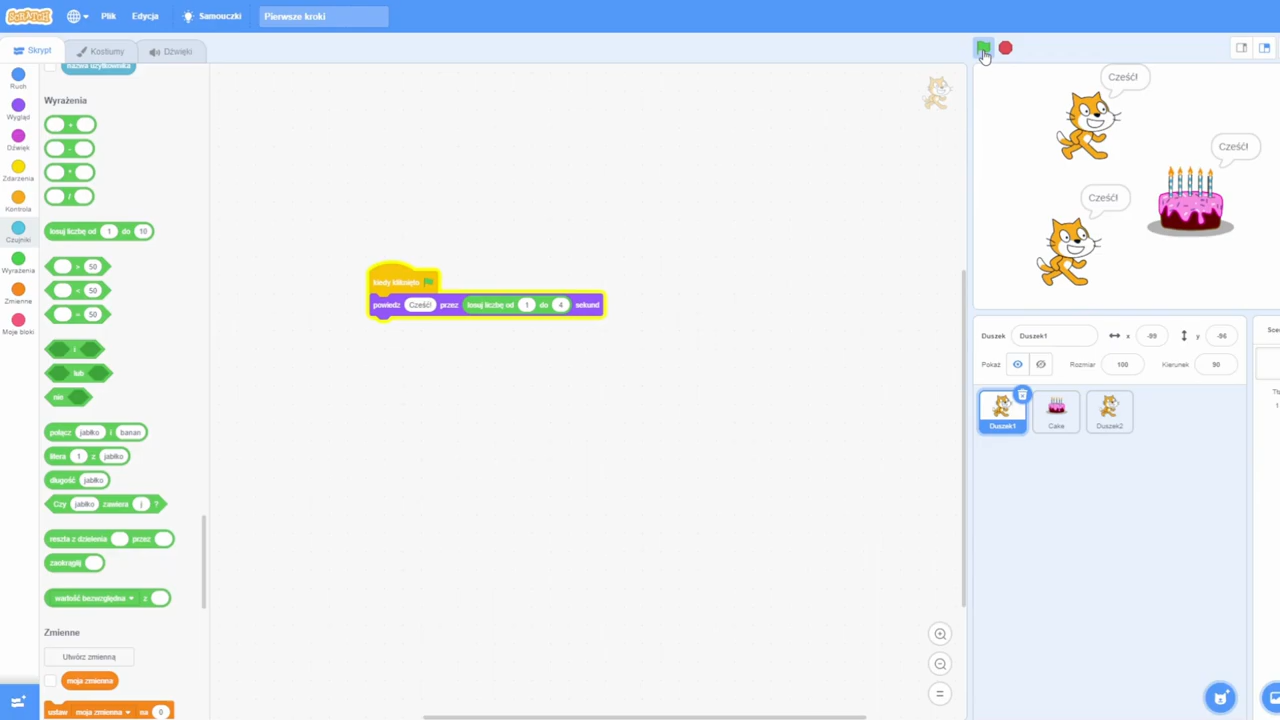 SCRATCH Plik Edycja Samouczki Pierwsze kroki
Skrypt Kostiumy Dźwięki
Ruch
Wygląd
Dźwięk
Zdarzenia
Kontrola
Czujniki
Wyrażenia
Zmienne
Moje bloki
nazwa użytkownika
Wyrażenia
+
-
*
/
losuj liczbę od 1 do 10
> 50
< 50
= 50
i
lub
nie
połącz jabłko i banan
litera 1 z jabłko
długość jabłko
Czy jabłko zawiera j ?
reszta z dzielenia przez
zaokrąglij
wartość bezwzględna z
Zmienne
Utwórz zmienną
moja zmienna
ustaw moja zmienna na 0
kiedy kliknięto
powiedz Cześć! przez losuj liczbę od 1 do 4 sekund
Cześć!
Cześć!
Cześć!
Duszek Duszek1 x -99 y -96
Pokaż Rozmiar 100 Kierunek 90
Duszek1 Cake Duszek2
1